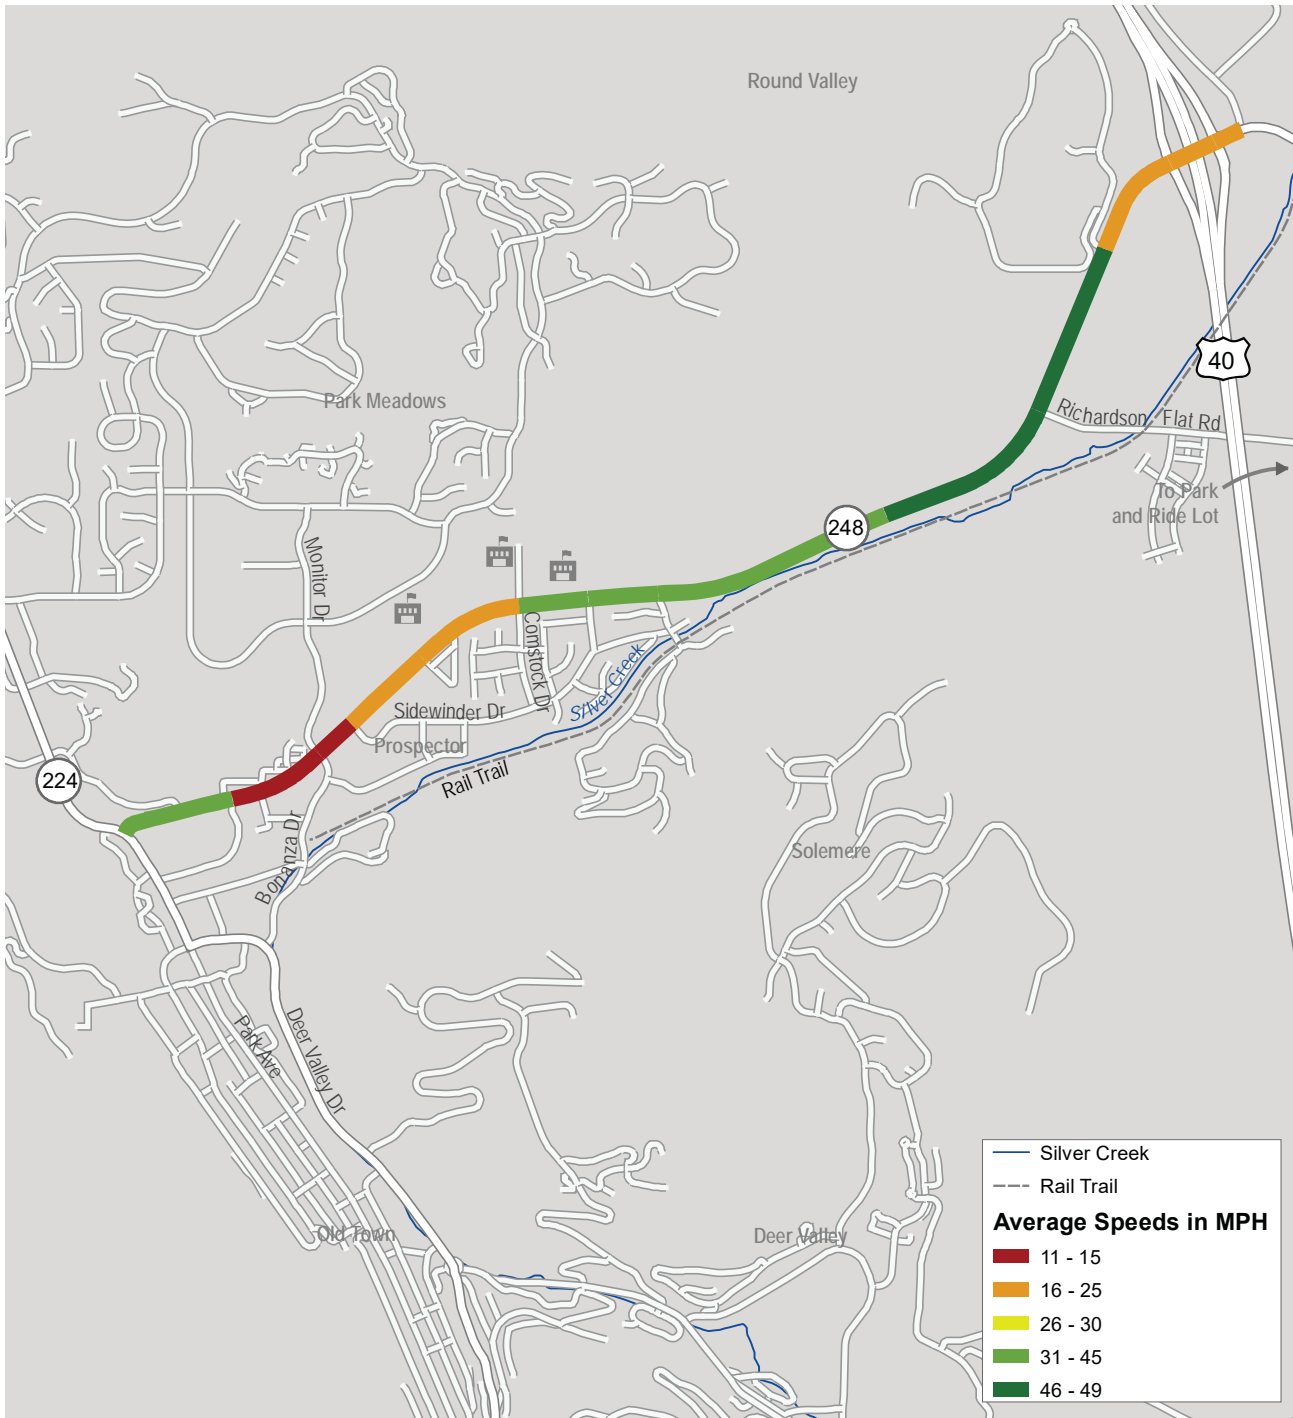 Round Valley
40
Park Meadows
Richardson Flat Rd
To Park
and Ride Lot
248
Monitor Dr
Comstock Dr
Silver Creek
Sidewinder Dr
Prospector
Rail Trail
224
Bonanza Dr
Solemere
Park Ave
Deer Valley Dr
Old Town
Deer Valley
Silver Creek
Rail Trail
Average Speeds in MPH
11 - 15
16 - 25
26 - 30
31 - 45
46 - 49